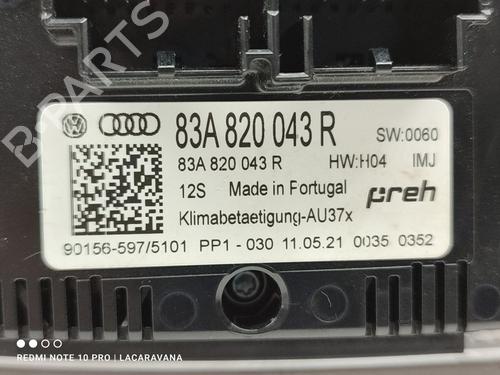 B-PARTS
83A 820 043 R
SW:0060
83A 820 043 R
HW:H04 IMJ
12S Made in Portugal
preh
Klimabetaetigung-AU37x
90156-597/5101 PP1-030 11.05.21 0035 0352
REDMI NOTE 10 PRO | LACARAVANA